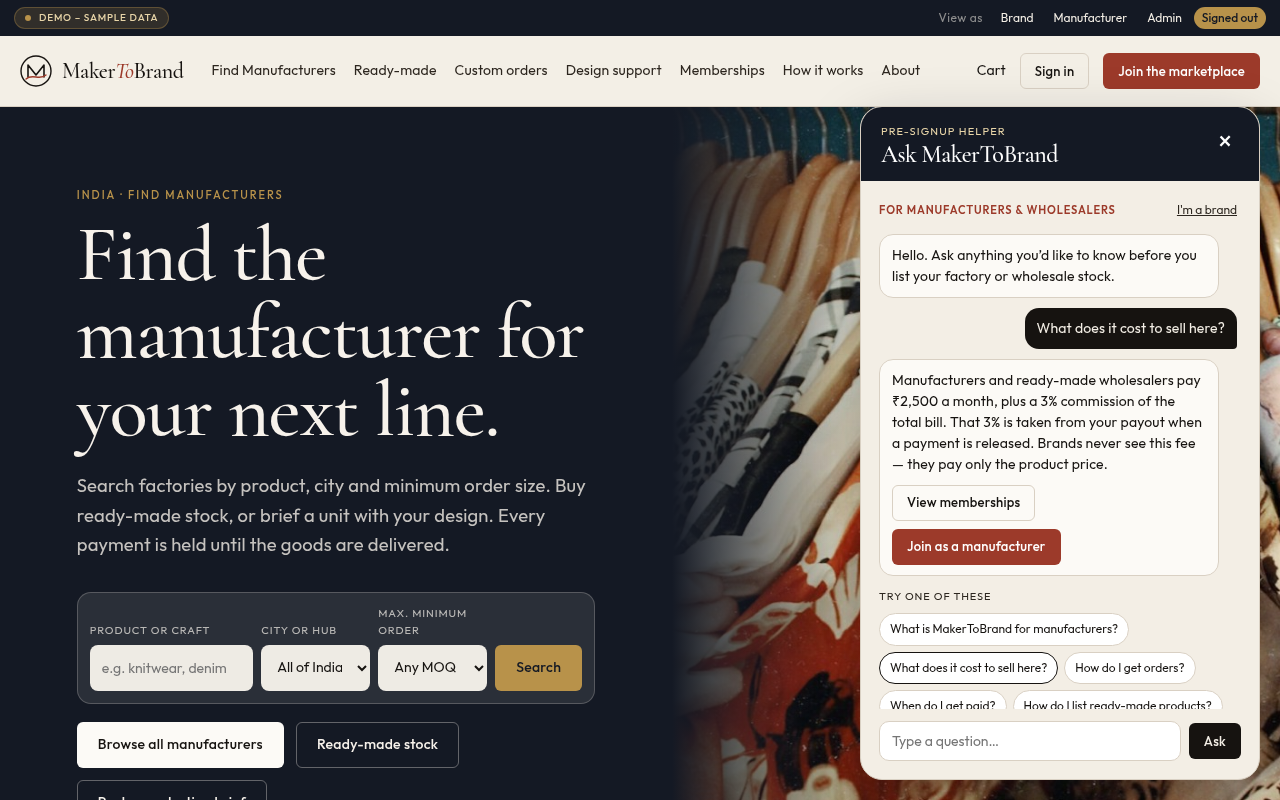 DEMO – SAMPLE DATA
View as Brand Manufacturer Admin Signed out
MakerToBrand
Find Manufacturers Ready-made Custom orders Design support Memberships How it works About Cart Sign in Join the marketplace
INDIA · FIND MANUFACTURERS
Find the
manufacturer for
your next line.
Search factories by product, city and minimum order size. Buy
ready-made stock, or brief a unit with your design. Every
payment is held until the goods are delivered.
PRODUCT OR CRAFT
CITY OR HUB
MAX. MINIMUM
ORDER
e.g. knitwear, denim
All of India
Any MOQ
Search
Browse all manufacturers
Ready-made stock
PRE-SIGNUP HELPER
Ask MakerToBrand
×
FOR MANUFACTURERS & WHOLESALERS
I'm a brand
Hello. Ask anything you'd like to know before you
list your factory or wholesale stock.
What does it cost to sell here?
Manufacturers and ready-made wholesalers pay
₹2,500 a month, plus a 3% commission of the
total bill. That 3% is taken from your payout when
a payment is released. Brands never see this fee
— they pay only the product price.
View memberships
Join as a manufacturer
TRY ONE OF THESE
What is MakerToBrand for manufacturers?
What does it cost to sell here?
How do I get orders?
When do I get paid?
How do I list ready-made products?
Type a question...
Ask